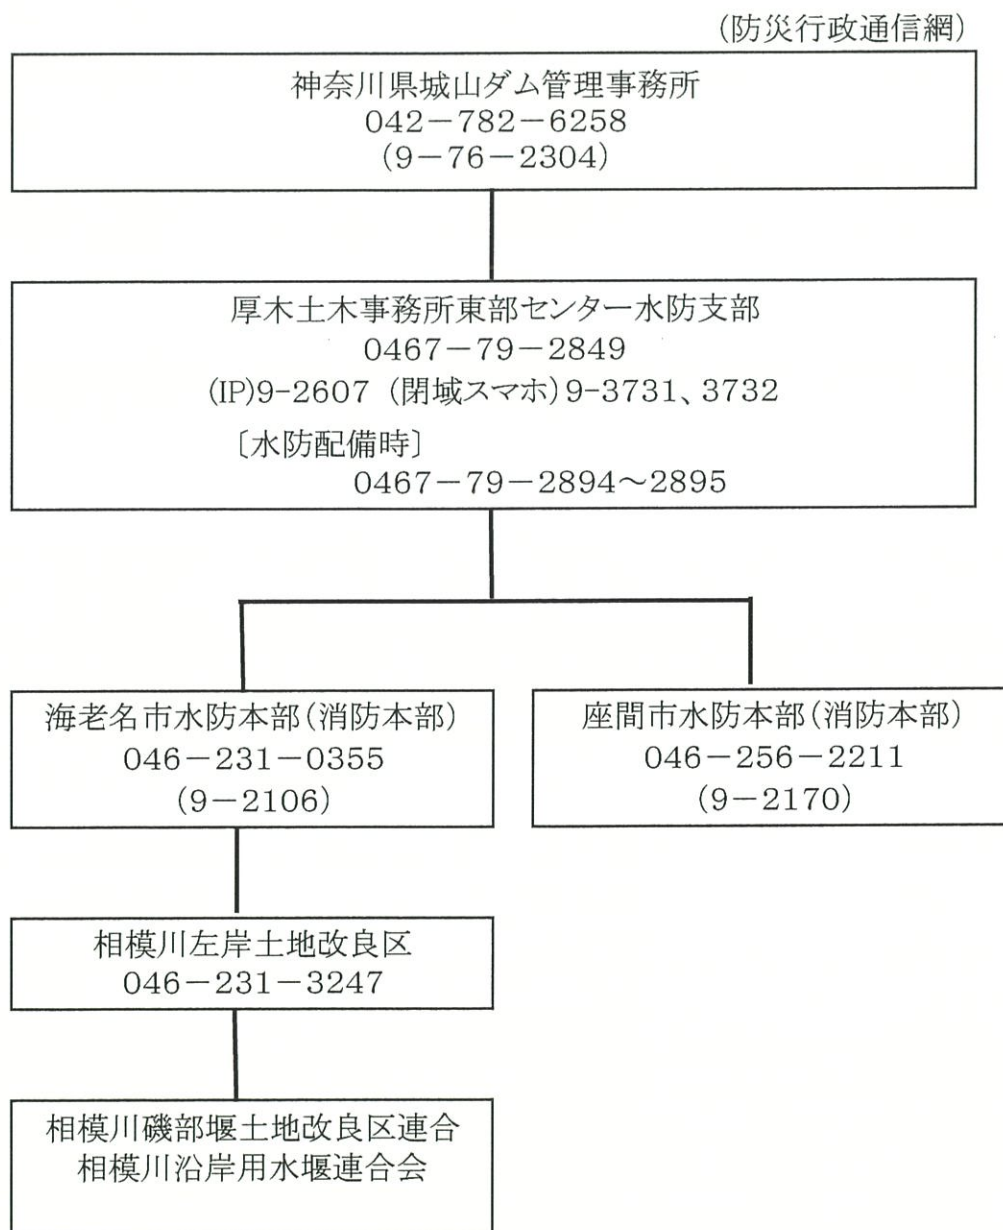 (防災行政通信網)
神奈川県城山ダム管理事務所
042－782－6258
(9－76－2304)
厚木土木事務所東部センター水防支部
0467－79－2849
(IP)9-2607 (閉域スマホ)9-3731、3732
〔水防配備時〕
0467－79－2894～2895
海老名市水防本部(消防本部)
046－231－0355
(9－2106)
座間市水防本部(消防本部)
046－256－2211
(9－2170)
相模川左岸土地改良区
046－231－3247
相模川磯部堰土地改良区連合
相模川沿岸用水堰連合会